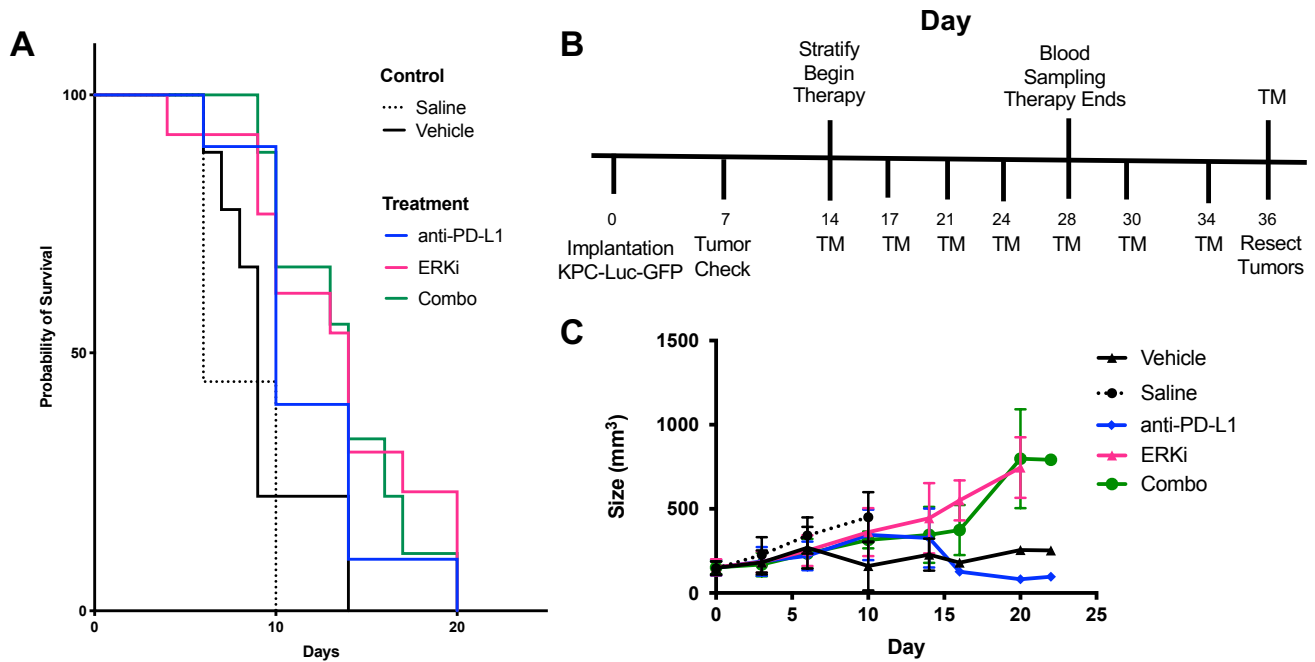 A
Control
Saline
Vehicle
Treatment
anti-PD-L1
ERKi
Combo
Probability of Survival
100
50
0
0
10
20
Days
B
Day
Stratify
Begin
Therapy
Blood
Sampling
Therapy Ends
TM
0
7
14
17
21
24
28
30
34
36
Implantation
KPC-Luc-GFP
Tumor
Check
TM
TM
TM
TM
TM
TM
TM
Resect
Tumors
C
Size (mm³)
1500
1000
500
0
0
5
10
15
20
25
Day
Vehicle
Saline
anti-PD-L1
ERKi
Combo